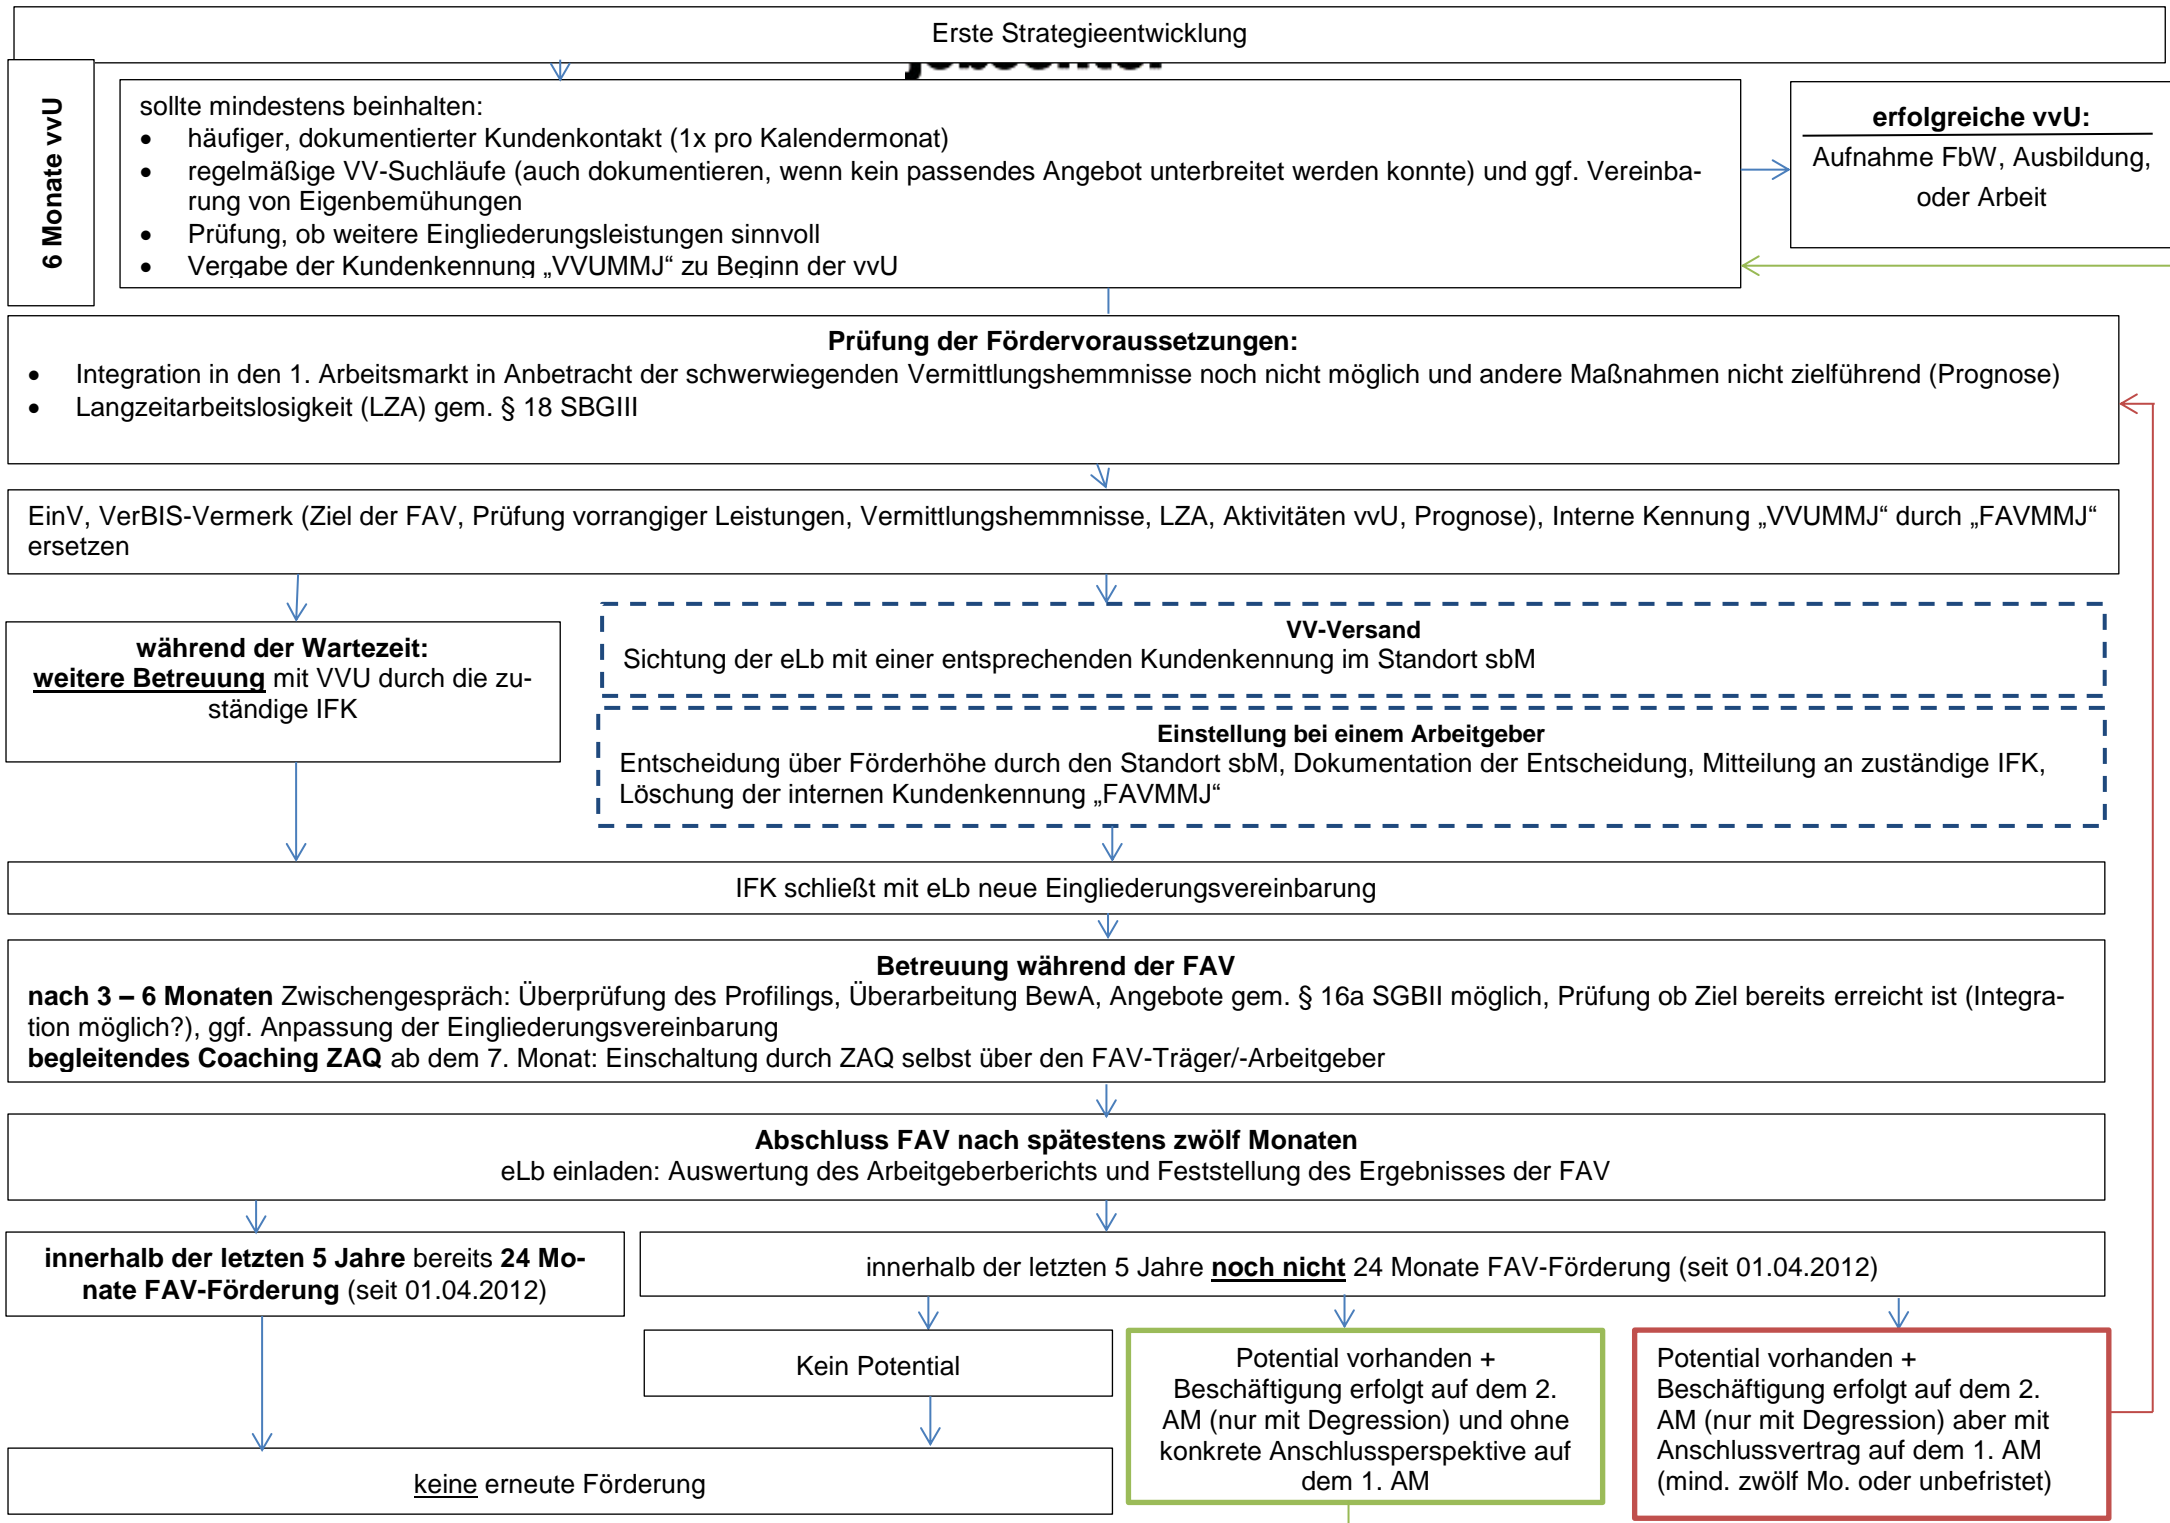 Erste Strategieentwicklung
6 Monate vvU
sollte mindestens beinhalten:
• häufiger, dokumentierter Kundenkontakt (1x pro Kalendermonat)
• regelmäßige VV-Suchläufe (auch dokumentieren, wenn kein passendes Angebot unterbreitet werden konnte) und ggf. Vereinba-
rung von Eigenbemühungen
• Prüfung, ob weitere Eingliederungsleistungen sinnvoll
• Vergabe der Kundenkennung „VVUMMJ“ zu Beginn der vvU
erfolgreiche vvU:
Aufnahme FbW, Ausbildung,
oder Arbeit
Prüfung der Fördervoraussetzungen:
• Integration in den 1. Arbeitsmarkt in Anbetracht der schwerwiegenden Vermittlungshemmnisse noch nicht möglich und andere Maßnahmen nicht zielführend (Prognose)
• Langzeitarbeitslosigkeit (LZA) gem. § 18 SBGIII
EinV, VerBIS-Vermerk (Ziel der FAV, Prüfung vorrangiger Leistungen, Vermittlungshemmnisse, LZA, Aktivitäten vvU, Prognose), Interne Kennung „VVUMMJ“ durch „FAVMMJ“
ersetzen
während der Wartezeit:
weitere Betreuung mit VVU durch die zu-
ständige IFK
VV-Versand
Sichtung der eLb mit einer entsprechenden Kundenkennung im Standort sbM
Einstellung bei einem Arbeitgeber
Entscheidung über Förderhöhe durch den Standort sbM, Dokumentation der Entscheidung, Mitteilung an zuständige IFK,
Löschung der internen Kundenkennung „FAVMMJ“
IFK schließt mit eLb neue Eingliederungsvereinbarung
Betreuung während der FAV
nach 3 – 6 Monaten Zwischengespräch: Überprüfung des Profilings, Überarbeitung BewA, Angebote gem. § 16a SGBII möglich, Prüfung ob Ziel bereits erreicht ist (Integra-
tion möglich?), ggf. Anpassung der Eingliederungsvereinbarung
begleitendes Coaching ZAQ ab dem 7. Monat: Einschaltung durch ZAQ selbst über den FAV-Träger/-Arbeitgeber
Abschluss FAV nach spätestens zwölf Monaten
eLb einladen: Auswertung des Arbeitgeberberichts und Feststellung des Ergebnisses der FAV
innerhalb der letzten 5 Jahre bereits 24 Mo-
nate FAV-Förderung (seit 01.04.2012)
innerhalb der letzten 5 Jahre noch nicht 24 Monate FAV-Förderung (seit 01.04.2012)
Kein Potential
keine erneute Förderung
Potential vorhanden +
Beschäftigung erfolgt auf dem 2.
AM (nur mit Degression) und ohne
konkrete Anschlussperspektive auf
dem 1. AM
Potential vorhanden +
Beschäftigung erfolgt auf dem 2.
AM (nur mit Degression) aber mit
Anschlussvertrag auf dem 1. AM
(mind. zwölf Mo. oder unbefristet)